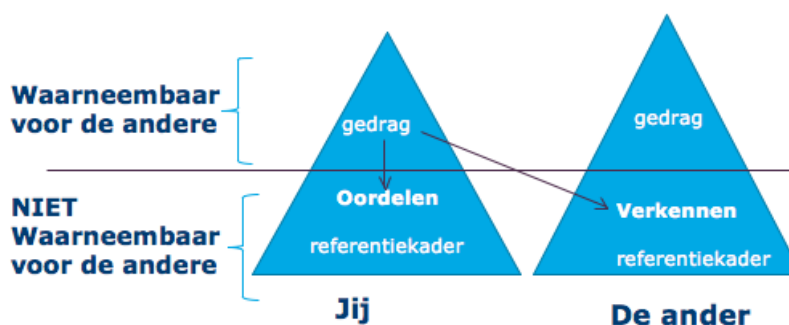 Waarneembaar
voor de andere
NIET
Waarneembaar
voor de andere
gedrag
Oordelen
referentiekader
Jij
gedrag
Verkennen
referentiekader
De ander